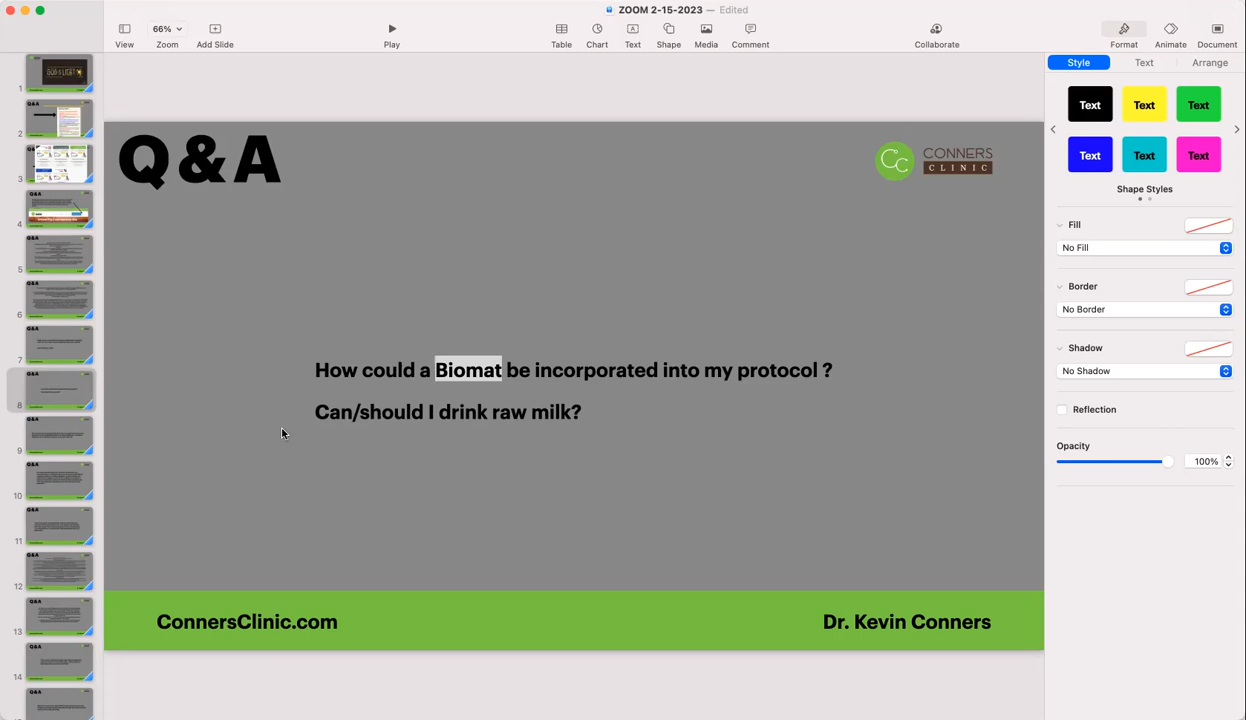 ZOOM 2-15-2023 — Edited
View
66%
Zoom
Add Slide
Play
Table
Chart
Text
Shape
Media
Comment
Collaborate
Format
Animate
Document
1
2
3
4
5
6
7
8
9
10
11
12
13
14
Q&A
CC
CONNERS
CLINIC
How could a Biomat be incorporated into my protocol ?
Can/should I drink raw milk?
ConnersClinic.com
Dr. Kevin Conners
Style
Text
Arrange
Text
Text
Text
Text
Text
Text
Shape Styles
Fill
No Fill
Border
No Border
Shadow
No Shadow
Reflection
Opacity
100%